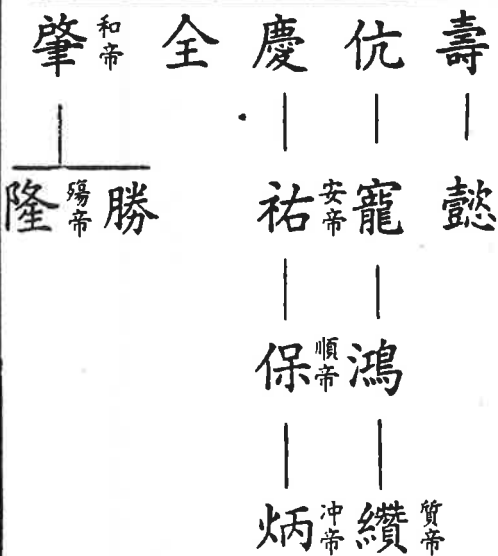 壽 伉 慶 全 和帝 肇
懿 寵 安帝 祐 勝 殤帝 隆
鴻 順帝 保
質帝 纘 冲帝 炳